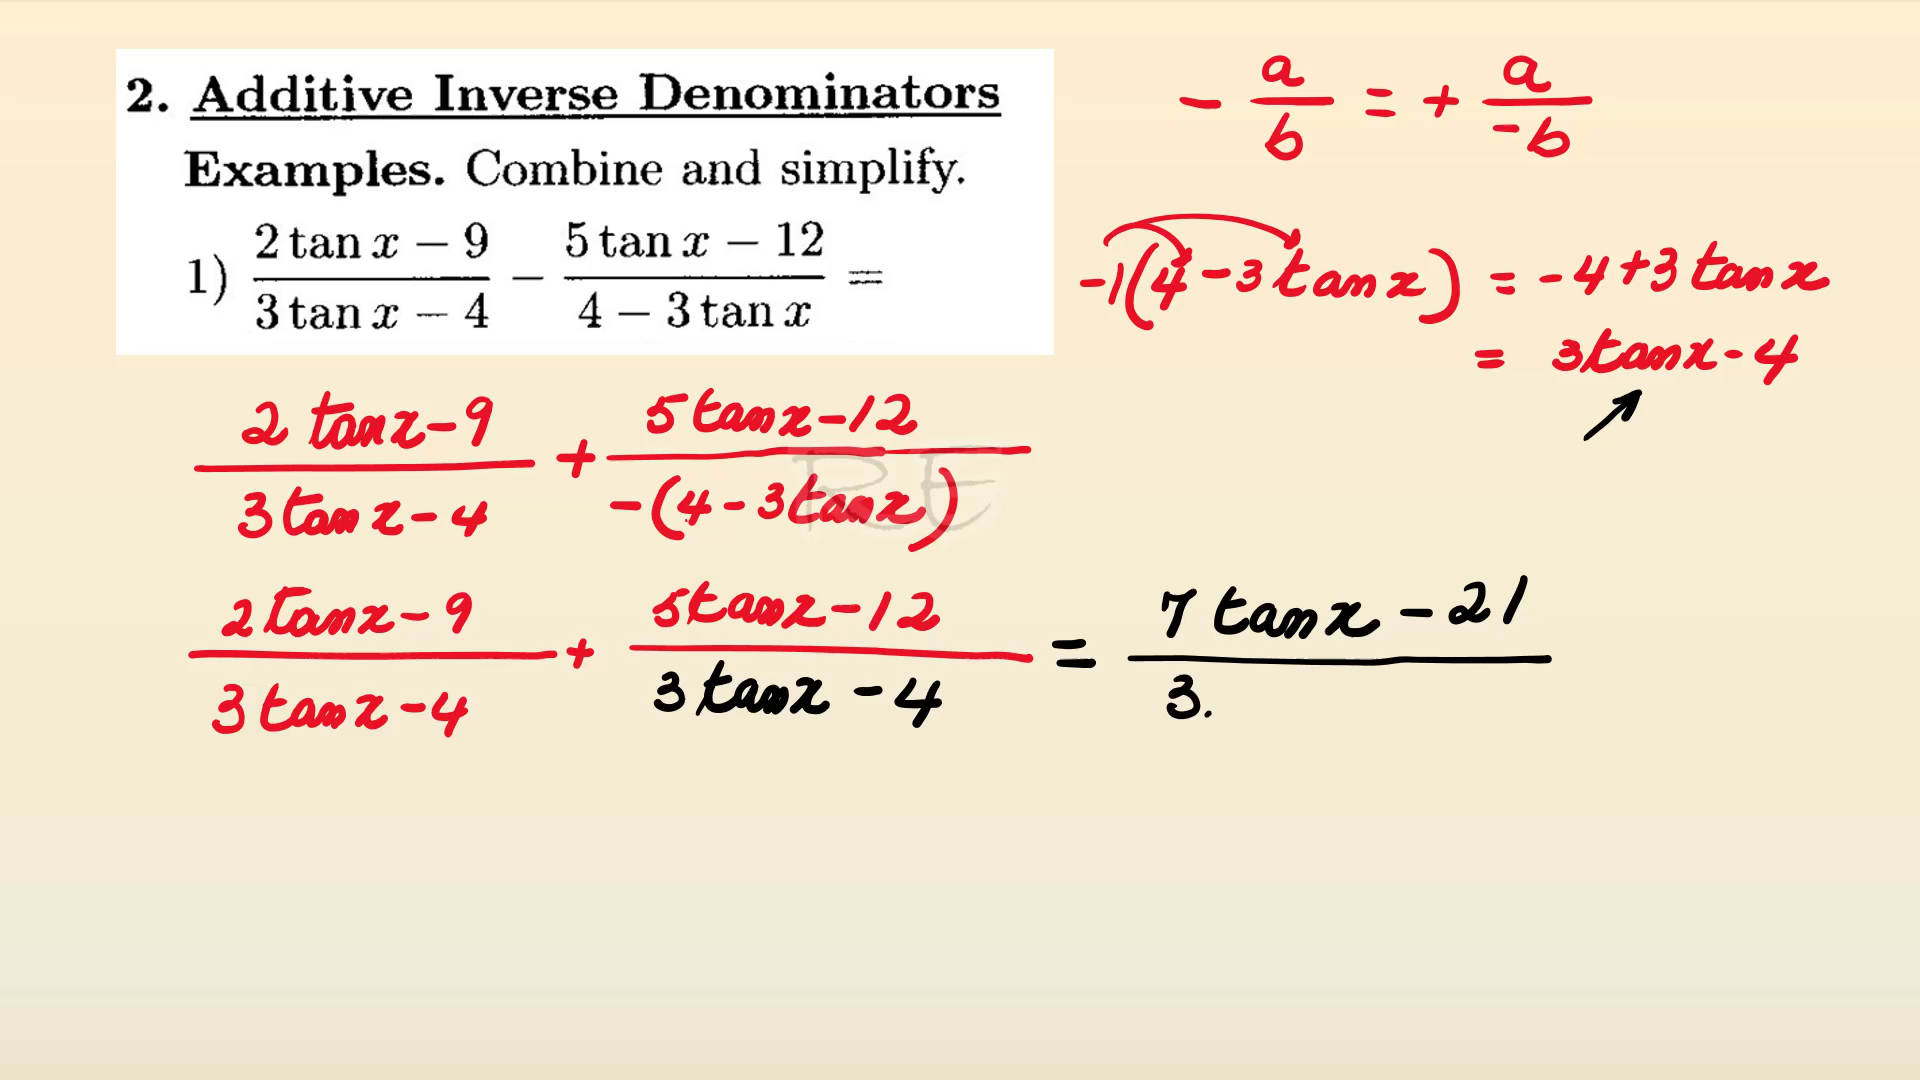 2. Additive Inverse Denominators
Examples. Combine and simplify.
1) (2 tan x − 9)/(3 tan x − 4) − (5 tan x − 12)/(4 − 3 tan x) =
- a/b = + a/-b
-1(4 - 3 tan x) = -4 + 3 tan x
= 3 tan x - 4
(2 tan x - 9)/(3 tan x - 4) + (5 tan x - 12)/(-(4 - 3 tan x))
RE
(2 tan x - 9)/(3 tan x - 4) + (5 tan x - 12)/(3 tan x - 4) = (7 tan x - 21)/(3.